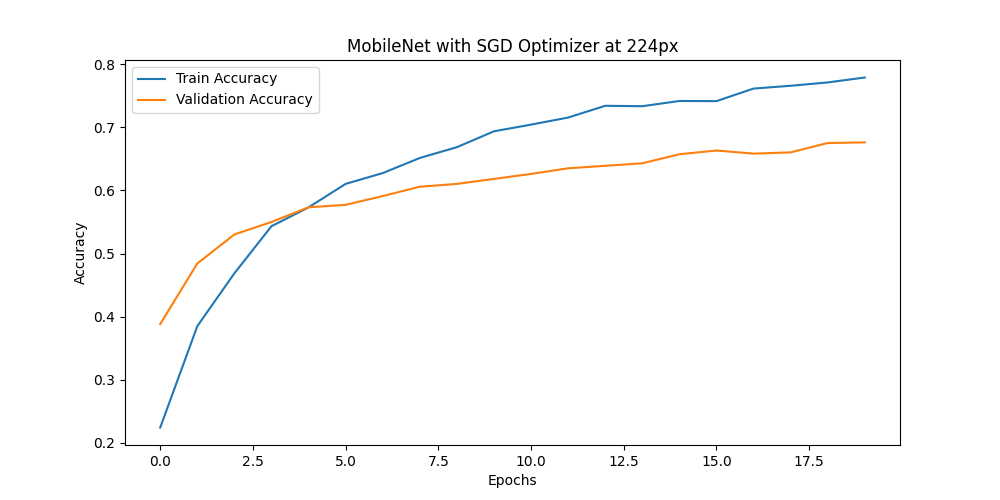 MobileNet with SGD Optimizer at 224px
Train Accuracy
Validation Accuracy
Accuracy
0.8
0.7
0.6
0.5
0.4
0.3
0.2
0.0 2.5 5.0 7.5 10.0 12.5 15.0 17.5
Epochs